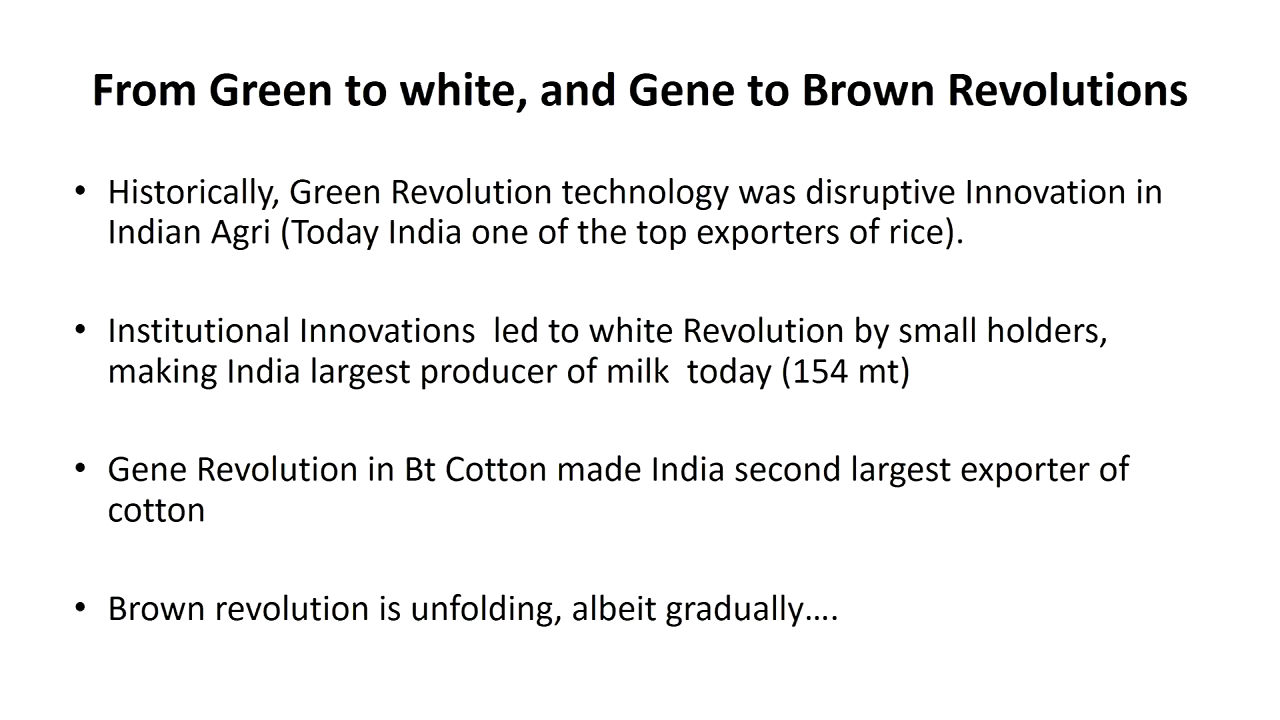 From Green to white, and Gene to Brown Revolutions
• Historically, Green Revolution technology was disruptive Innovation in
Indian Agri (Today India one of the top exporters of rice).
• Institutional Innovations  led to white Revolution by small holders,
making India largest producer of milk  today (154 mt)
• Gene Revolution in Bt Cotton made India second largest exporter of
cotton
• Brown revolution is unfolding, albeit gradually....